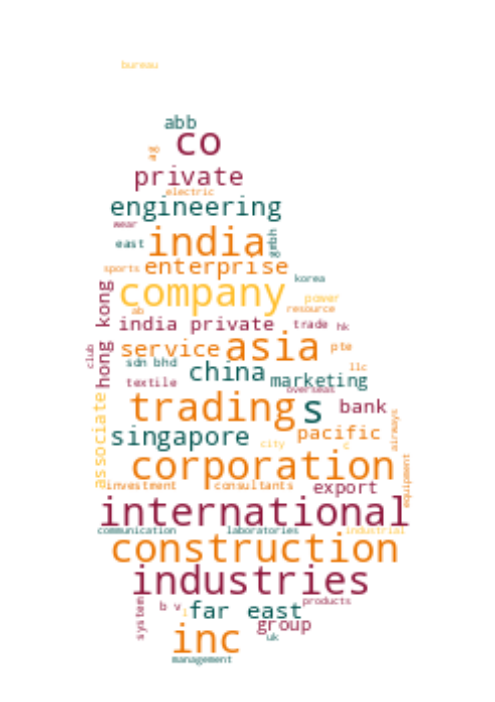 bureau
abb
co
ag
private
electric
engineering
wear
east
india
gmbh
sports
enterprise
korea
hong kong
company
power
ab
resource
india private
trade
hk
club
service
asia
pte
sdn bhd
china
llc
textile
marketing
overseas
associate
trading
s
bank
singapore
pacific
airways
city
c
corporation
equipment
investment
consultants
export
international
communication
laboratories
industrial
construction
industries
system
b v
far east
products
group
inc
uk
management